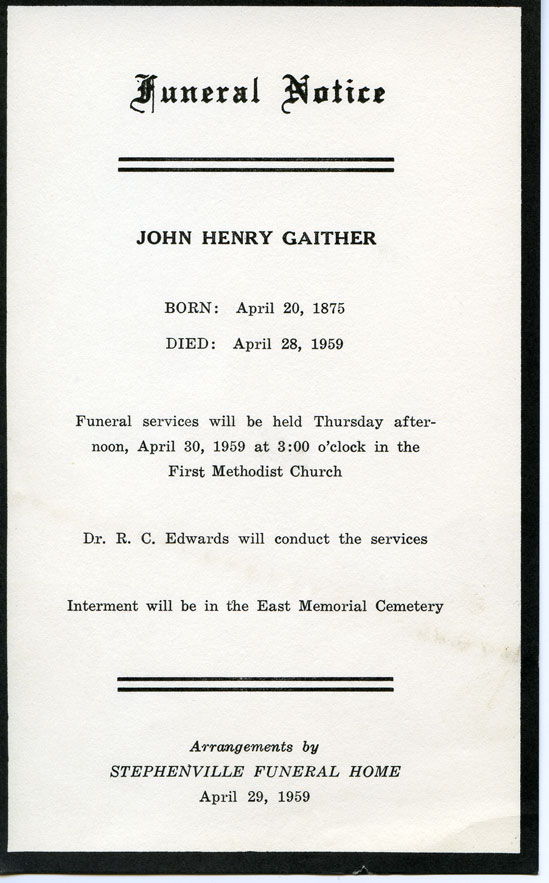 Funeral Notice
JOHN HENRY GAITHER
BORN: April 20, 1875
DIED: April 28, 1959
Funeral services will be held Thursday after-
noon, April 30, 1959 at 3:00 o'clock in the
First Methodist Church
Dr. R. C. Edwards will conduct the services
Interment will be in the East Memorial Cemetery
Arrangements by
STEPHENVILLE FUNERAL HOME
April 29, 1959